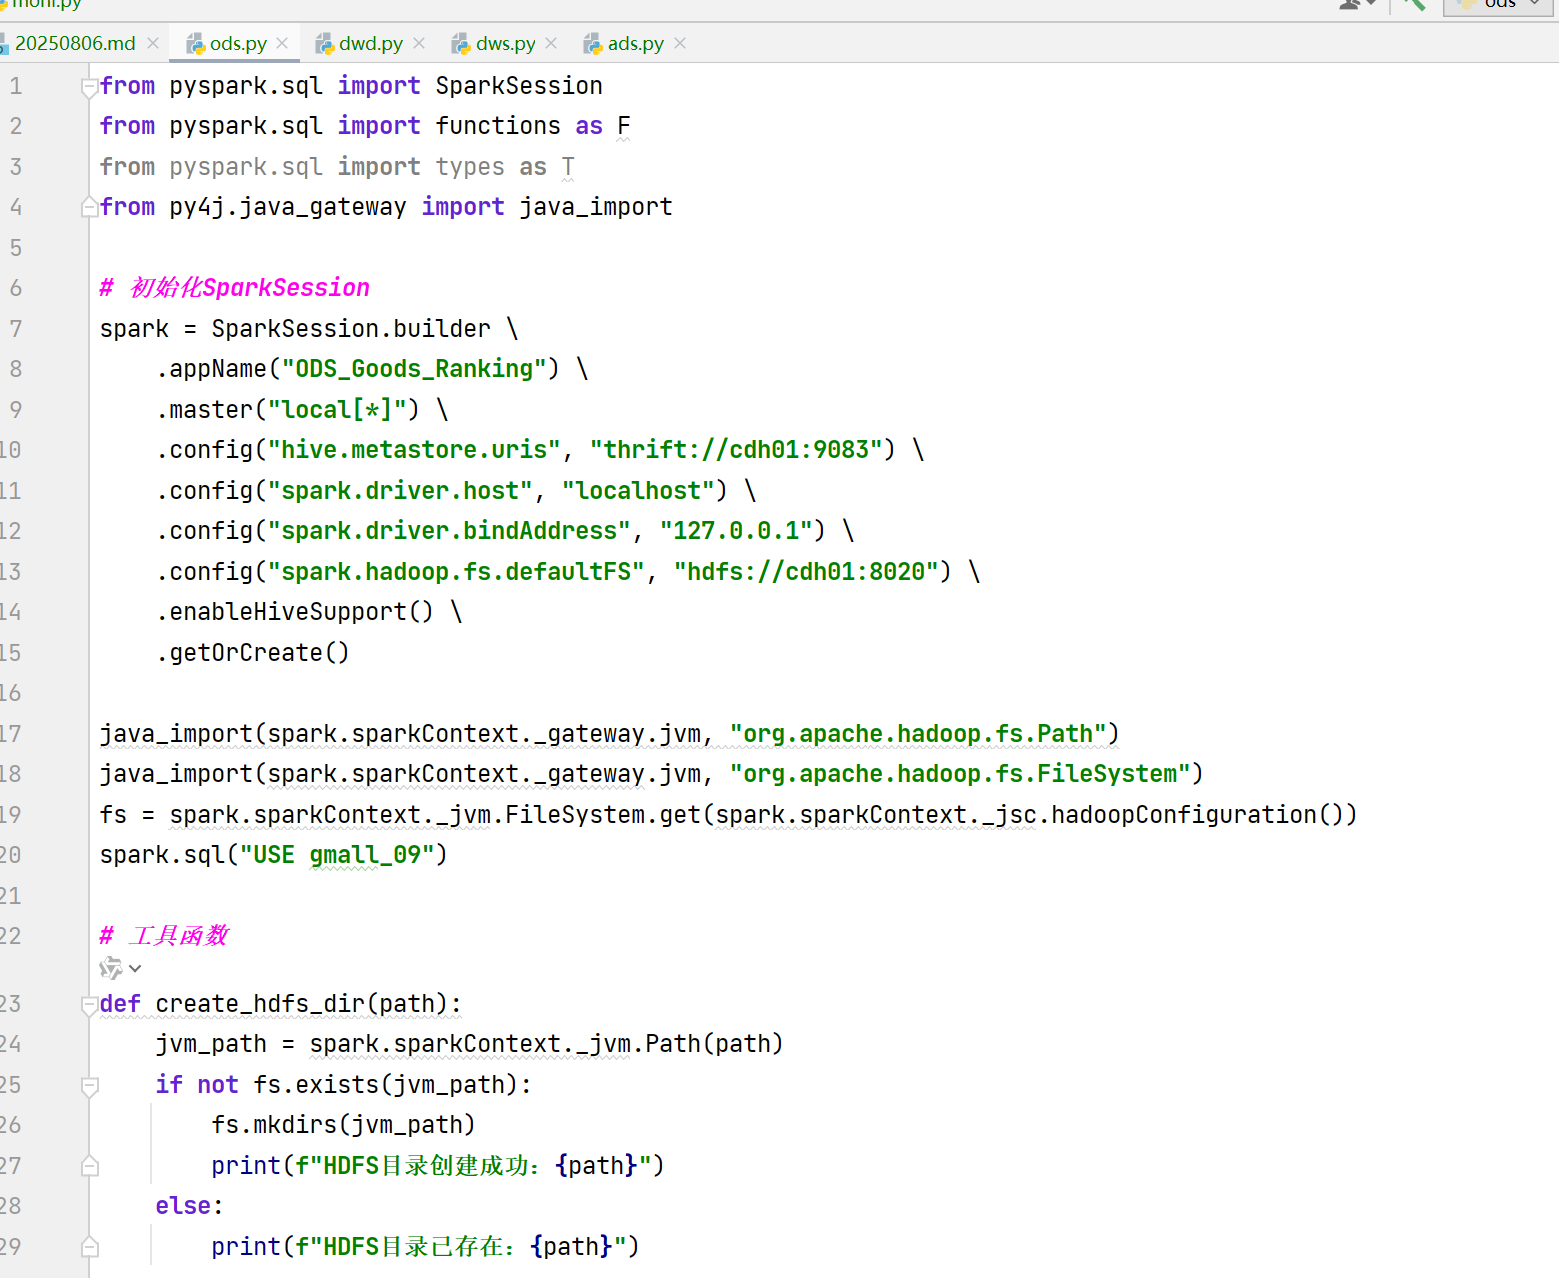 moni.py
ods
20250806.md
ods.py
dwd.py
dws.py
ads.py
1 from pyspark.sql import SparkSession
2 from pyspark.sql import functions as F
3 from pyspark.sql import types as T
4 from py4j.java_gateway import java_import
5
6 # 初始化SparkSession
7 spark = SparkSession.builder \
8     .appName("ODS_Goods_Ranking") \
9     .master("local[*]") \
10     .config("hive.metastore.uris", "thrift://cdh01:9083") \
11     .config("spark.driver.host", "localhost") \
12     .config("spark.driver.bindAddress", "127.0.0.1") \
13     .config("spark.hadoop.fs.defaultFS", "hdfs://cdh01:8020") \
14     .enableHiveSupport() \
15     .getOrCreate()
16
17 java_import(spark.sparkContext._gateway.jvm, "org.apache.hadoop.fs.Path")
18 java_import(spark.sparkContext._gateway.jvm, "org.apache.hadoop.fs.FileSystem")
19 fs = spark.sparkContext._jvm.FileSystem.get(spark.sparkContext._jsc.hadoopConfiguration())
20 spark.sql("USE gmall_09")
21
22 # 工具函数
23 def create_hdfs_dir(path):
24     jvm_path = spark.sparkContext._jvm.Path(path)
25     if not fs.exists(jvm_path):
26         fs.mkdirs(jvm_path)
27         print(f"HDFS目录创建成功：{path}")
28     else:
29         print(f"HDFS目录已存在：{path}")